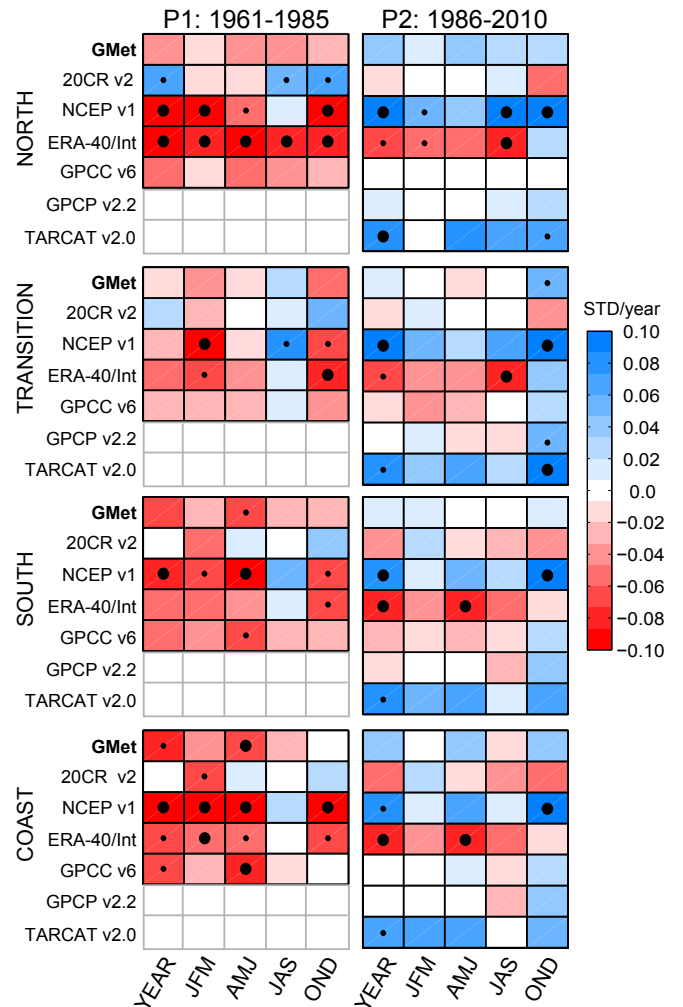 P1: 1961-1985 P2: 1986-2010
NORTH
GMet
20CR v2
NCEP v1
ERA-40/Int
GPCC v6
GPCP v2.2
TARCAT v2.0
TRANSITION
GMet
20CR v2
NCEP v1
ERA-40/Int
GPCC v6
GPCP v2.2
TARCAT v2.0
SOUTH
GMet
20CR v2
NCEP v1
ERA-40/Int
GPCC v6
GPCP v2.2
TARCAT v2.0
COAST
GMet
20CR v2
NCEP v1
ERA-40/Int
GPCC v6
GPCP v2.2
TARCAT v2.0
YEAR JFM AMJ JAS OND YEAR JFM AMJ JAS OND
STD/year
0.10
0.08
0.06
0.04
0.02
0.0
−0.02
−0.04
−0.06
−0.08
−0.10